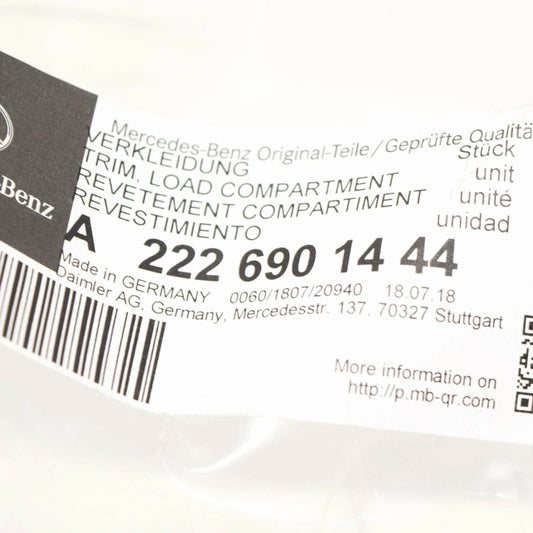 Mercedes-Benz Original-Teile / Geprüfte Qualitä
VERKLEIDUNG Stück
TRIM, LOAD COMPARTMENT unit
REVETEMENT COMPARTIMENT unité
REVESTIMIENTO unidad
A 222 690 14 44
Made in GERMANY 0060/1807/20940 18.07.18
Daimler AG, Germany, Mercedesstr. 137, 70327 Stuttgart
More information on
http://p.mb-qr.com
-Benz